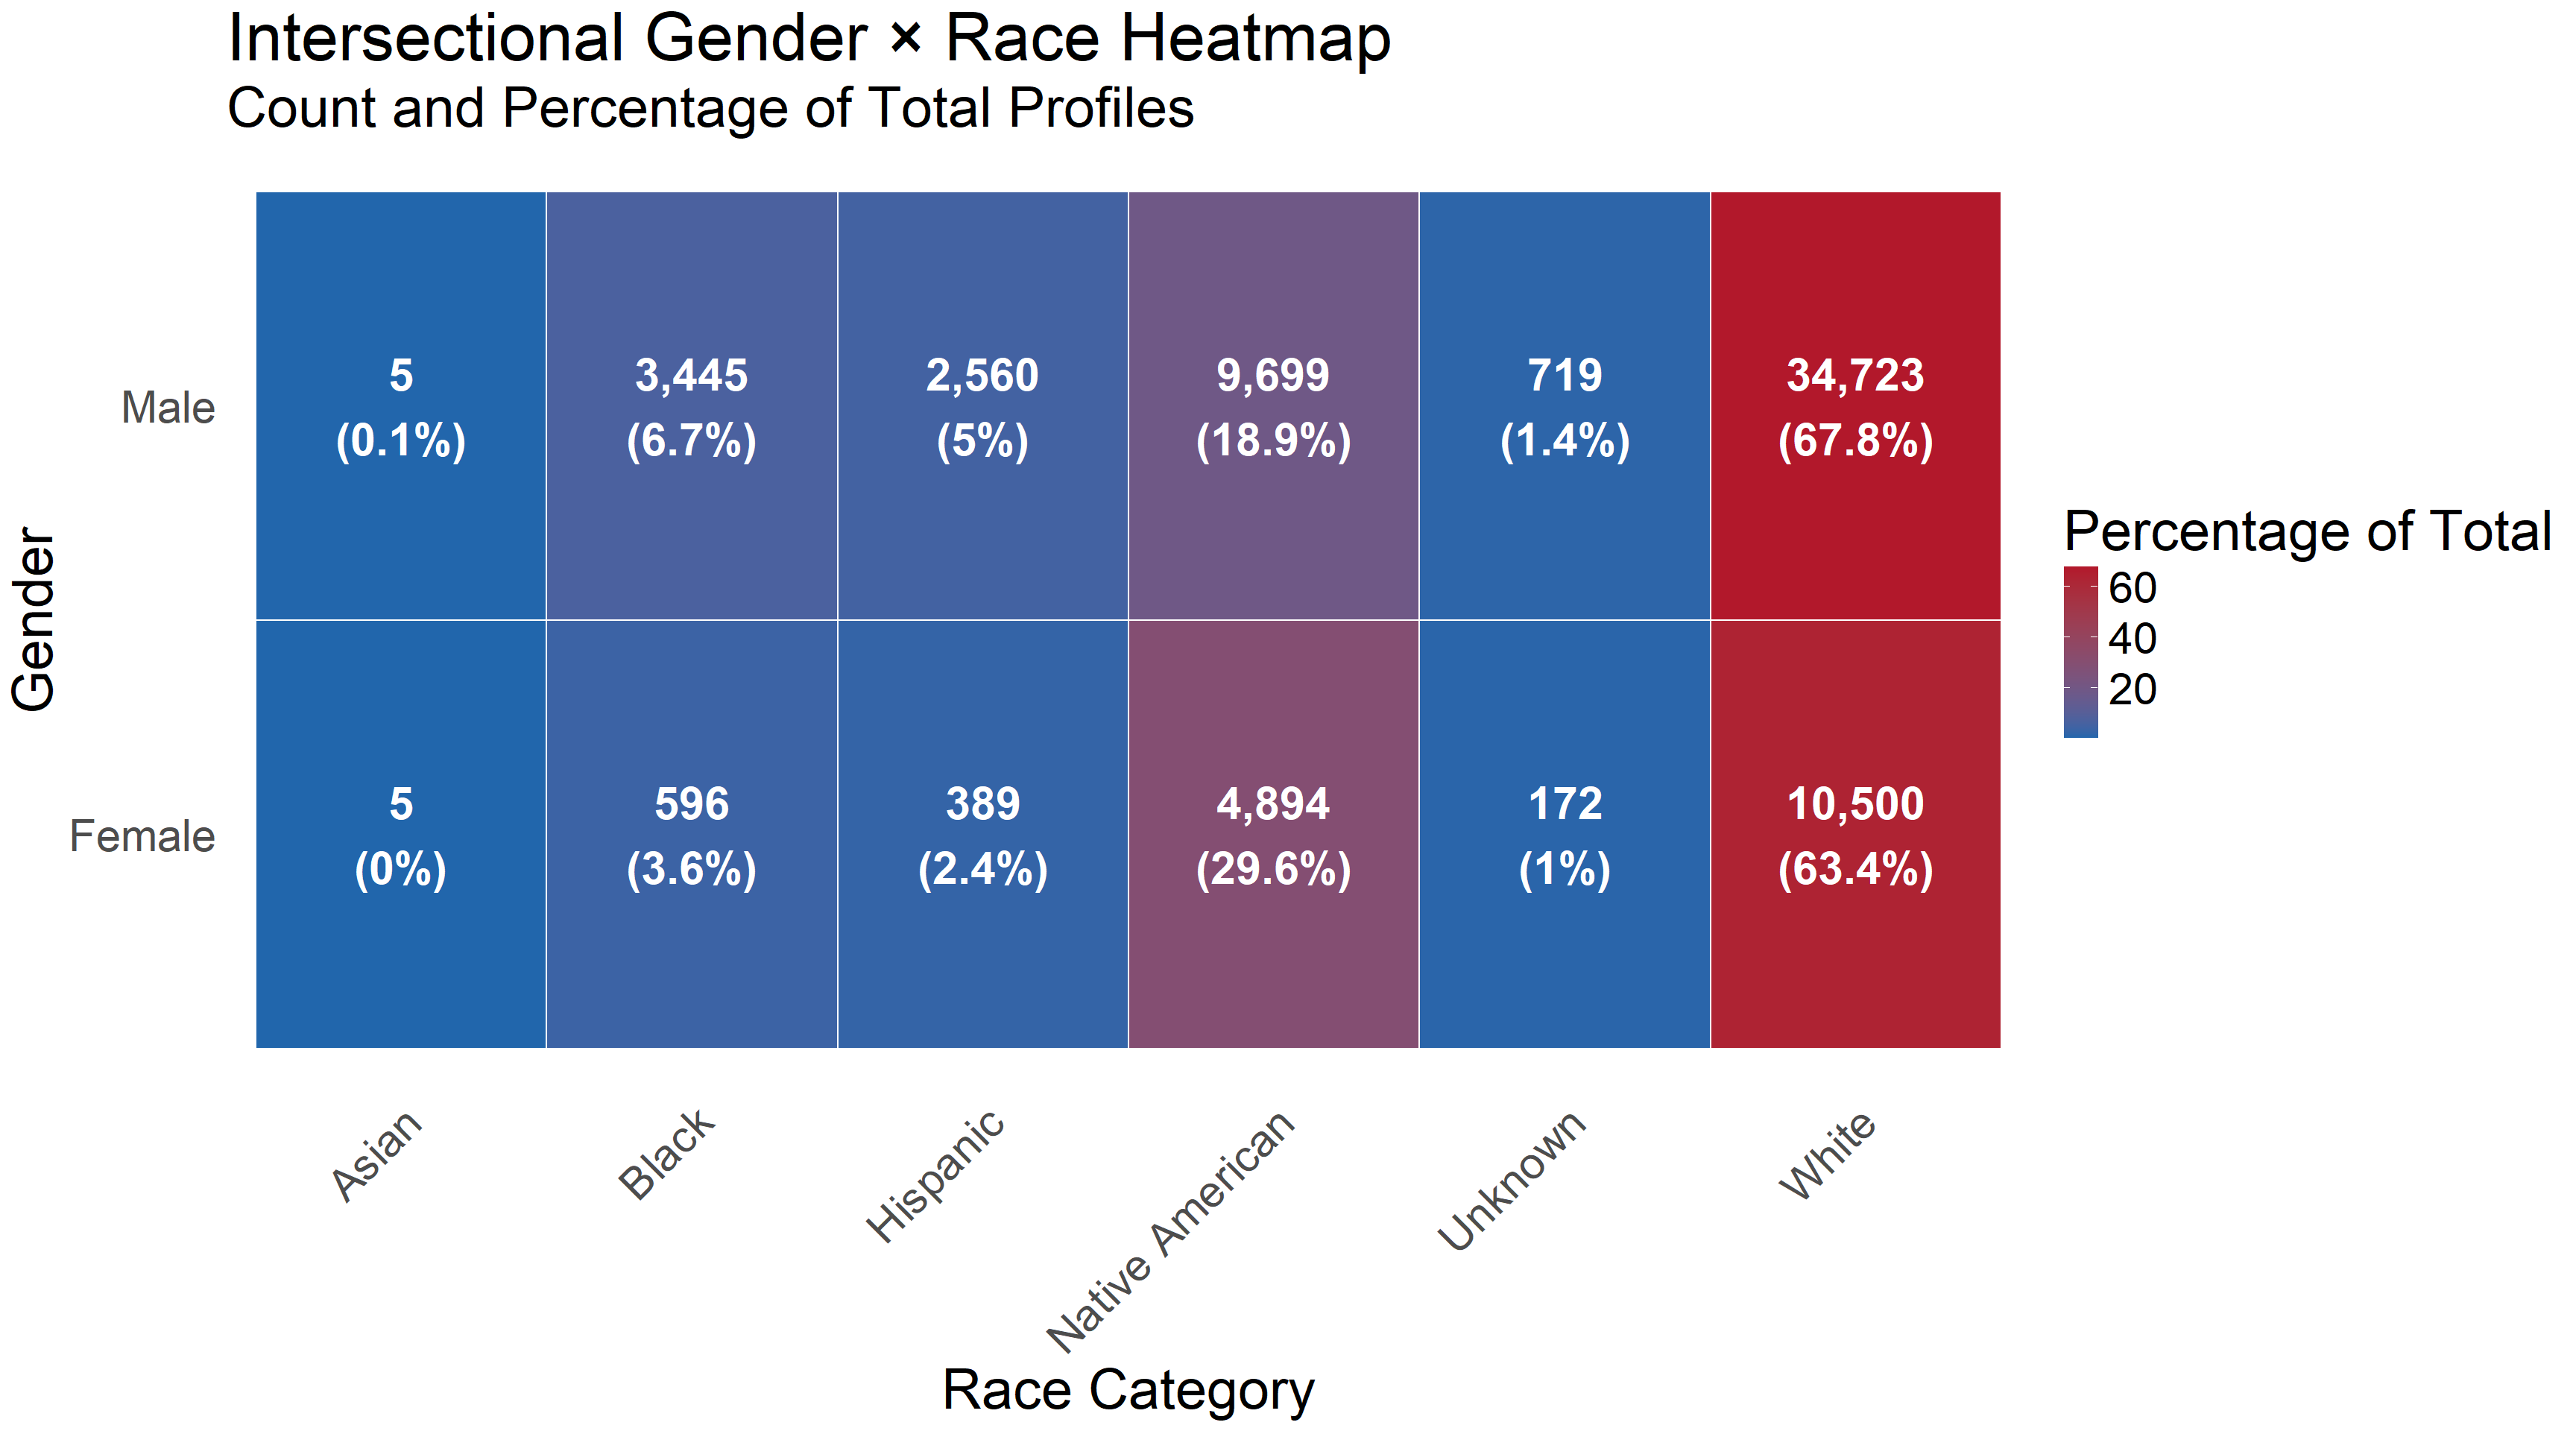 Intersectional Gender × Race Heatmap
Count and Percentage of Total Profiles
Gender
Male
5
(0.1%)
3,445
(6.7%)
2,560
(5%)
9,699
(18.9%)
719
(1.4%)
34,723
(67.8%)
Female
5
(0%)
596
(3.6%)
389
(2.4%)
4,894
(29.6%)
172
(1%)
10,500
(63.4%)
Asian
Black
Hispanic
Native American
Unknown
White
Race Category
Percentage of Total
60
40
20